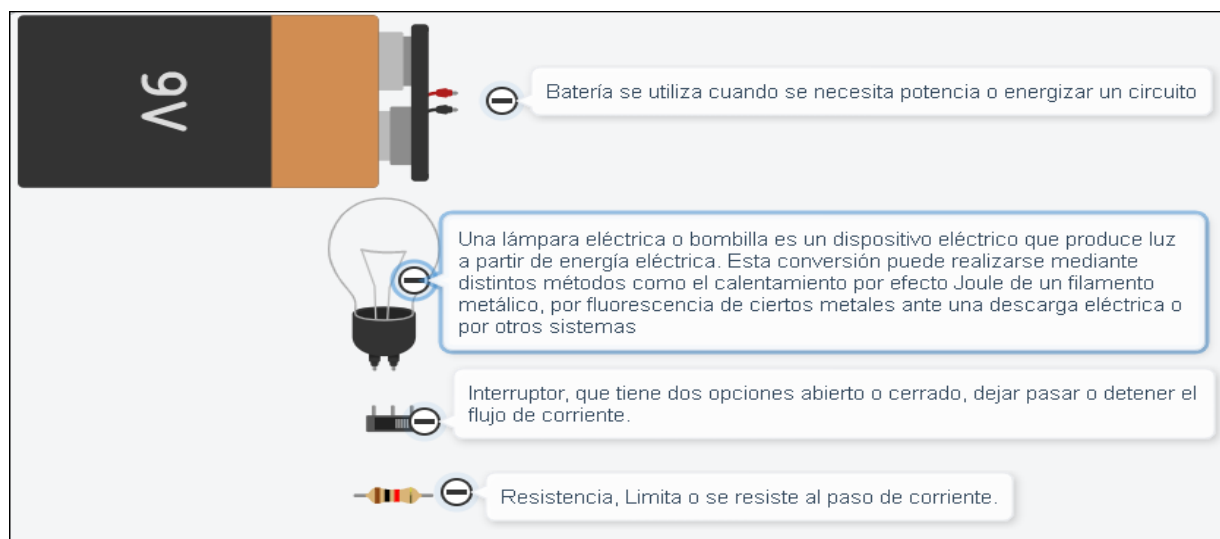 9V
Batería se utiliza cuando se necesita potencia o energizar un circuito
Una lámpara eléctrica o bombilla es un dispositivo eléctrico que produce luz
a partir de energía eléctrica. Esta conversión puede realizarse mediante
distintos métodos como el calentamiento por efecto Joule de un filamento
metálico, por fluorescencia de ciertos metales ante una descarga eléctrica o
por otros sistemas
Interruptor, que tiene dos opciones abierto o cerrado, dejar pasar o detener el
flujo de corriente.
Resistencia, Limita o se resiste al paso de corriente.